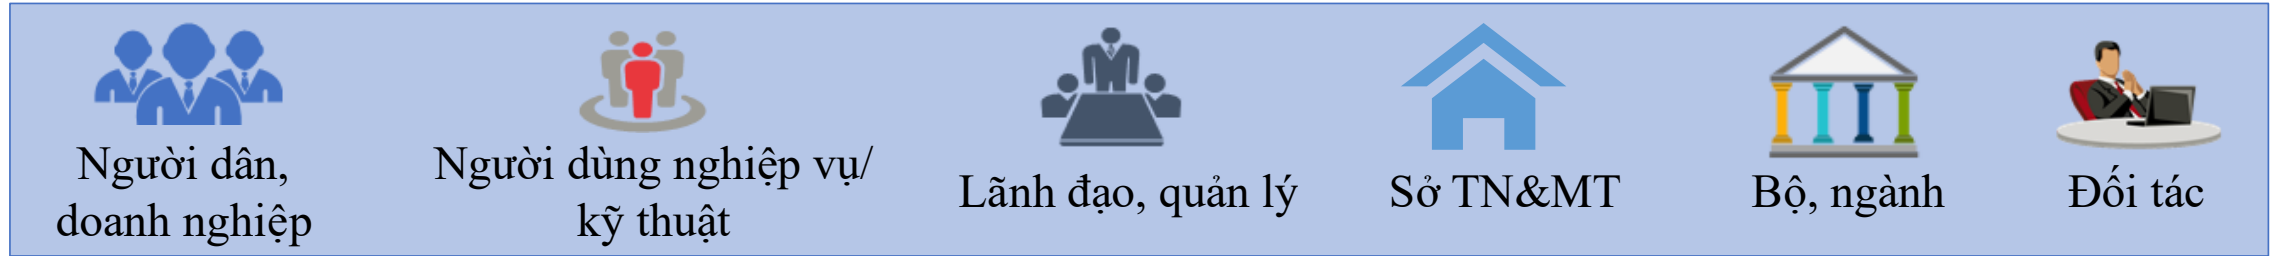 Người dân,
doanh nghiệp
Người dùng nghiệp vụ/
kỹ thuật
Lãnh đạo, quản lý
Sở TN&MT
Bộ, ngành
Đối tác